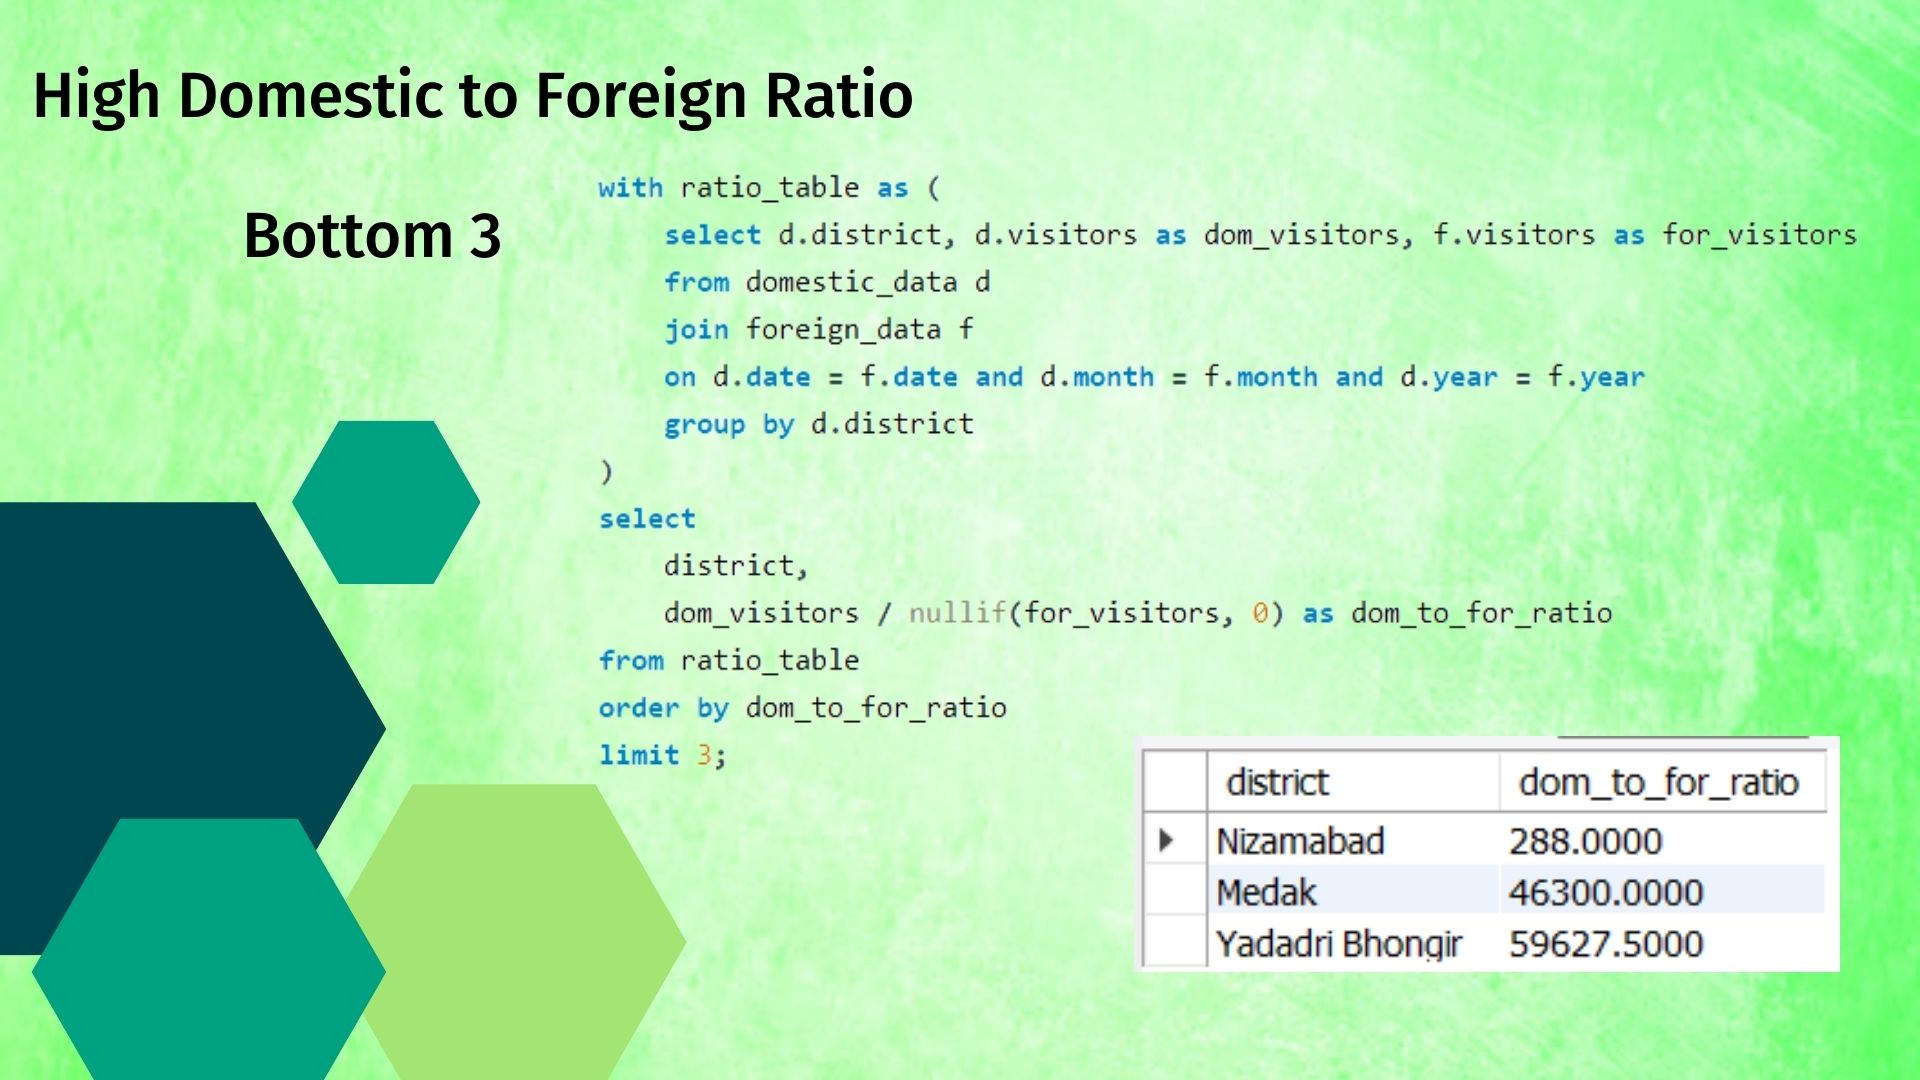 High Domestic to Foreign Ratio
Bottom 3
with ratio_table as (
    select d.district, d.visitors as dom_visitors, f.visitors as for_visitors
    from domestic_data d
    join foreign_data f
    on d.date = f.date and d.month = f.month and d.year = f.year
    group by d.district
)
select
    district,
    dom_visitors / nullif(for_visitors, 0) as dom_to_for_ratio
from ratio_table
order by dom_to_for_ratio
limit 3;
district dom_to_for_ratio
Nizamabad 288.0000
Medak 46300.0000
Yadadri Bhongir 59627.5000